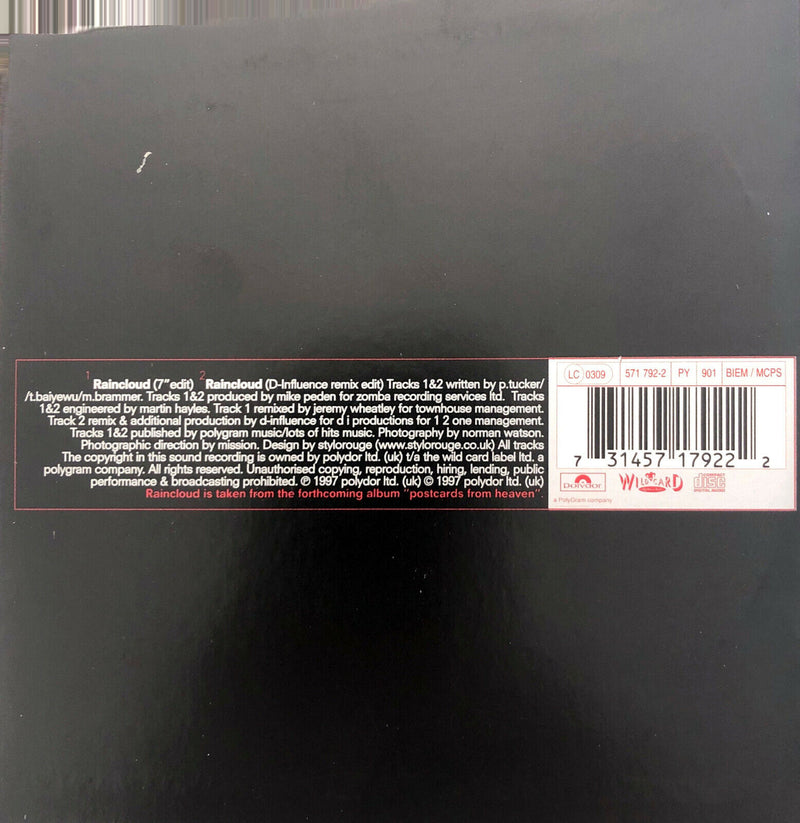 1 Raincloud (7" edit) 2 Raincloud (D-Influence remix edit) Tracks 1&2 written by p.tucker/
/t.baiyewu/m.brammer. Tracks 1&2 produced by mike peden for zomba recording services ltd. Tracks
1&2 engineered by martin hayles. Track 1 remixed by jeremy wheatley for townhouse management.
Track 2 remix & additional production by d-influence for d i productions for 1 2 one management.
Tracks 1&2 published by polygram music/lots of hits music. Photography by norman watson.
Photographic direction by mission. Design by stylorouge (www.stylorouge.co.uk) All tracks
The copyright in this sound recording is owned by polydor ltd. (uk) t/a the wild card label ltd. a
polygram company. All rights reserved. Unauthorised copying, reproduction, hiring, lending, public
performance & broadcasting prohibited. ℗ 1997 polydor ltd. (uk) © 1997 polydor ltd. (uk)
Raincloud is taken from the forthcoming album "postcards from heaven".
LC 0309 571 792-2 PY 901 BIEM / MCPS
7 31457 17922 2
Polydor WILDCARD COMPACT disc DIGITAL AUDIO
a PolyGram company